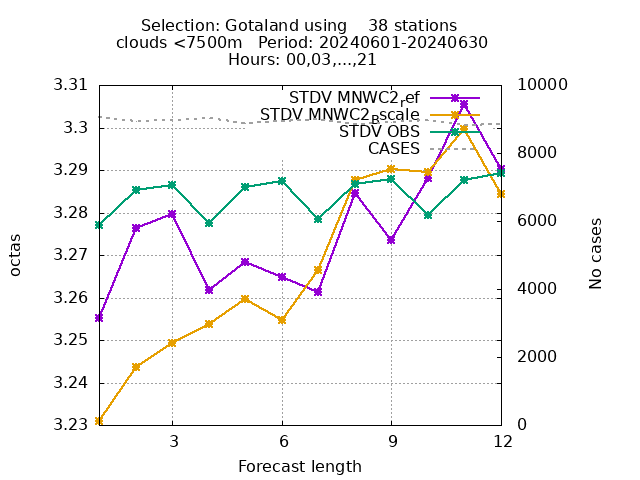 Selection: Gotaland using    38 stations
clouds <7500m   Period: 20240601-20240630
Hours: 00,03,...,21
STDV MNWC2ref
STDV MNWC2Bscale
STDV OBS
CASES
3.31
3.3
3.29
3.28
3.27
3.26
3.25
3.24
3.23
octas
10000
8000
6000
4000
2000
0
No cases
3
6
9
12
Forecast length